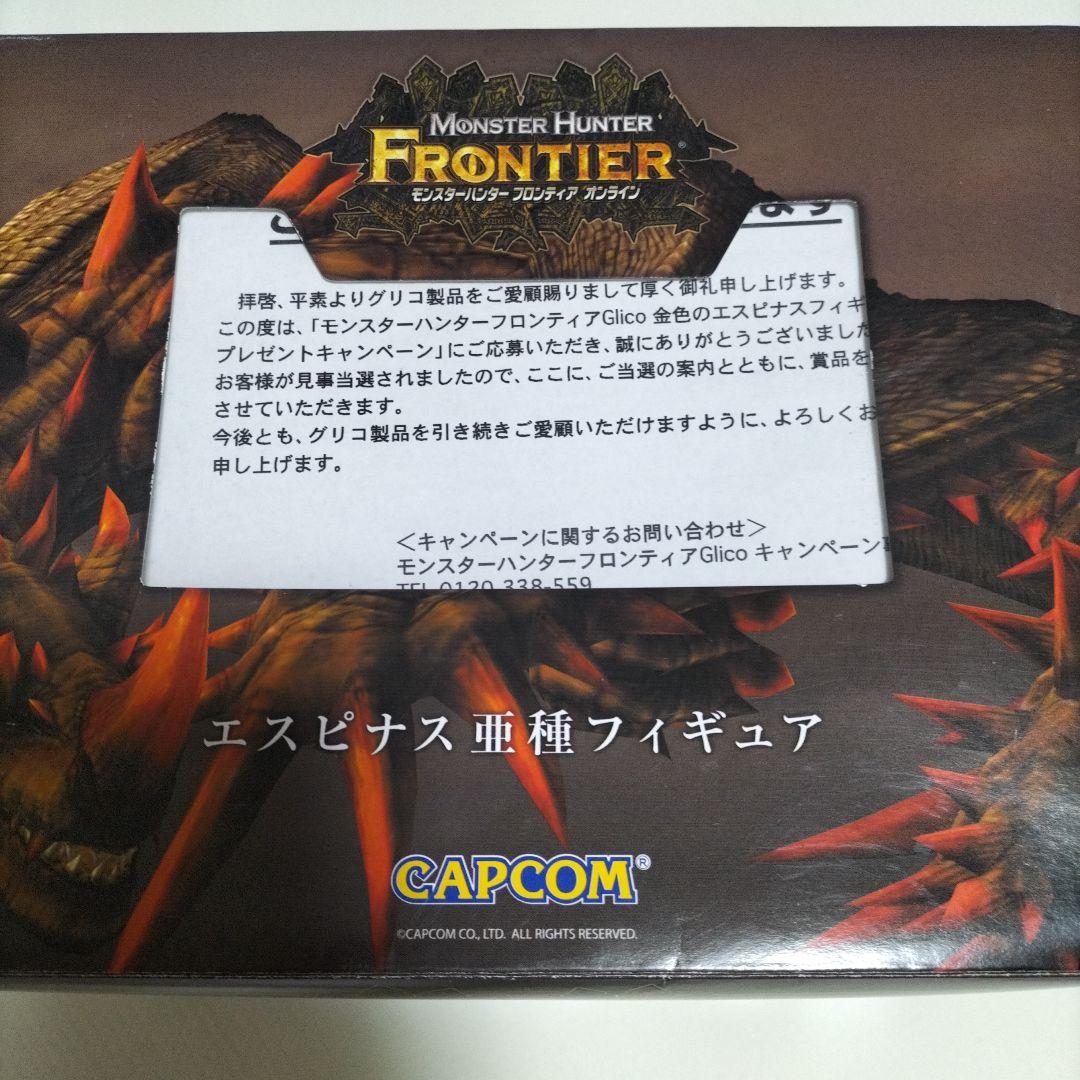 MONSTER HUNTER
FRONTIER®
モンスターハンター フロンティア オンライン
ます
拝啓、平素よりグリコ製品をご愛顧賜りまして厚く御礼申し上げます。
この度は、「モンスターハンターフロンティアGlico 金色のエスピナスフィギ
プレゼントキャンペーン」にご応募いただき、誠にありがとうございました
お客様が見事当選されましたので、ここに、ご当選の案内とともに、賞品を
させていただきます。
今後とも、グリコ製品を引き続きご愛顧いただけますように、よろしくお
申し上げます。
＜キャンペーンに関するお問い合わせ＞
モンスターハンターフロンティアGlico キャンペーン
TEL 0120-338-559
エスピナス 亜種フィギュア
CAPCOM®
©CAPCOM CO., LTD. ALL RIGHTS RESERVED.